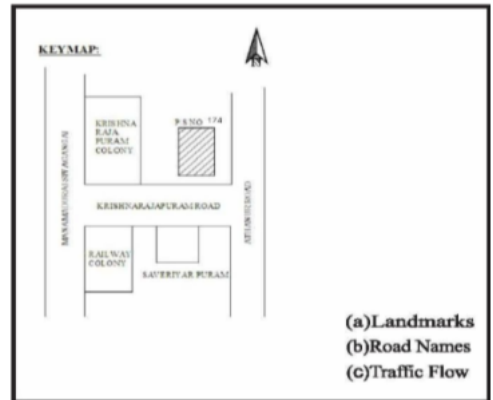 KEYMAP:
N
KRISHNA
RAJA
PURAM
COLONY
P S NO 174
KRISHNARAJAPURAM ROAD
RAILWAY
COLONY
SAVERIYAR PURAM
(a)Landmarks
(b)Road Names
(c)Traffic Flow